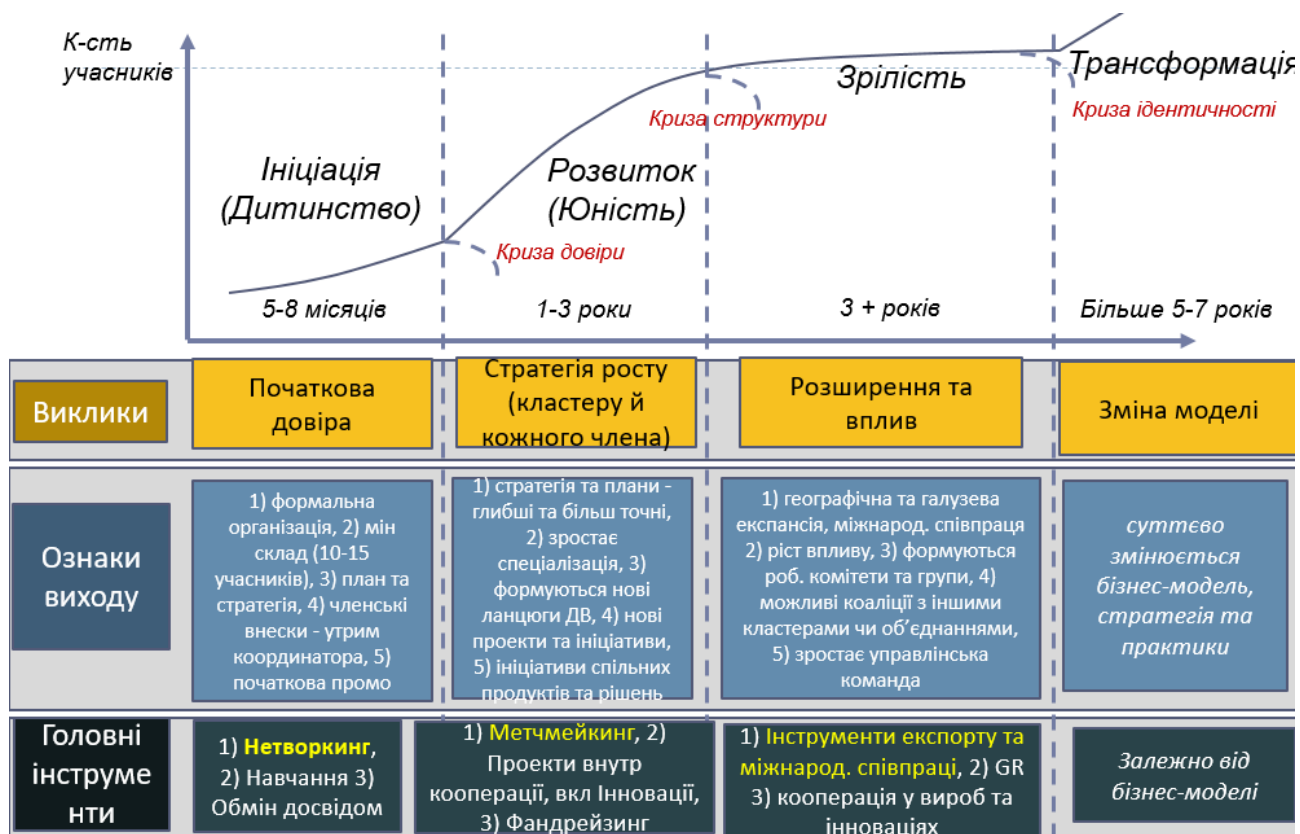 К-сть
учасників
Ініціація
(Дитинство)
Криза довіри
Розвиток
(Юність)
Криза структури
Зрілість
Трансформація
Криза ідентичності
5-8 місяців
1-3 роки
3 + років
Більше 5-7 років
Виклики
Початкова
довіра
Стратегія росту
(кластеру й
кожного члена)
Розширення та
вплив
Зміна моделі
Ознаки
виходу
1) формальна
організація, 2) мін
склад (10-15
учасників), 3) план та
стратегія, 4) членські
внески - утрим
координатора, 5)
початкова промо
1) стратегія та плани -
глибші та більш точні,
2) зростає
спеціалізація, 3)
формуються нові
ланцюги ДВ, 4) нові
проекти та ініціативи,
5) ініціативи спільних
продуктів та рішень
1) географічна та галузева
експансія, міжнарод. співпраця
2) ріст впливу, 3) формуються
роб. комітети та групи, 4)
можливі коаліції з іншими
кластерами чи об’єднаннями,
5) зростає управлінська
команда
суттєво
змінюється
бізнес-модель,
стратегія та
практики
Головні
інструме
нти
1) Нетворкинг,
2) Навчання 3)
Обмін досвідом
1) Метчмейкинг, 2)
Проекти внутр
кооперації, вкл Інновації,
3) Фандрейзинг
1) Інструменти експорту та
міжнарод. співпраці, 2) GR
3) кооперація у вироб та
інноваціях
Залежно від
бізнес-моделі